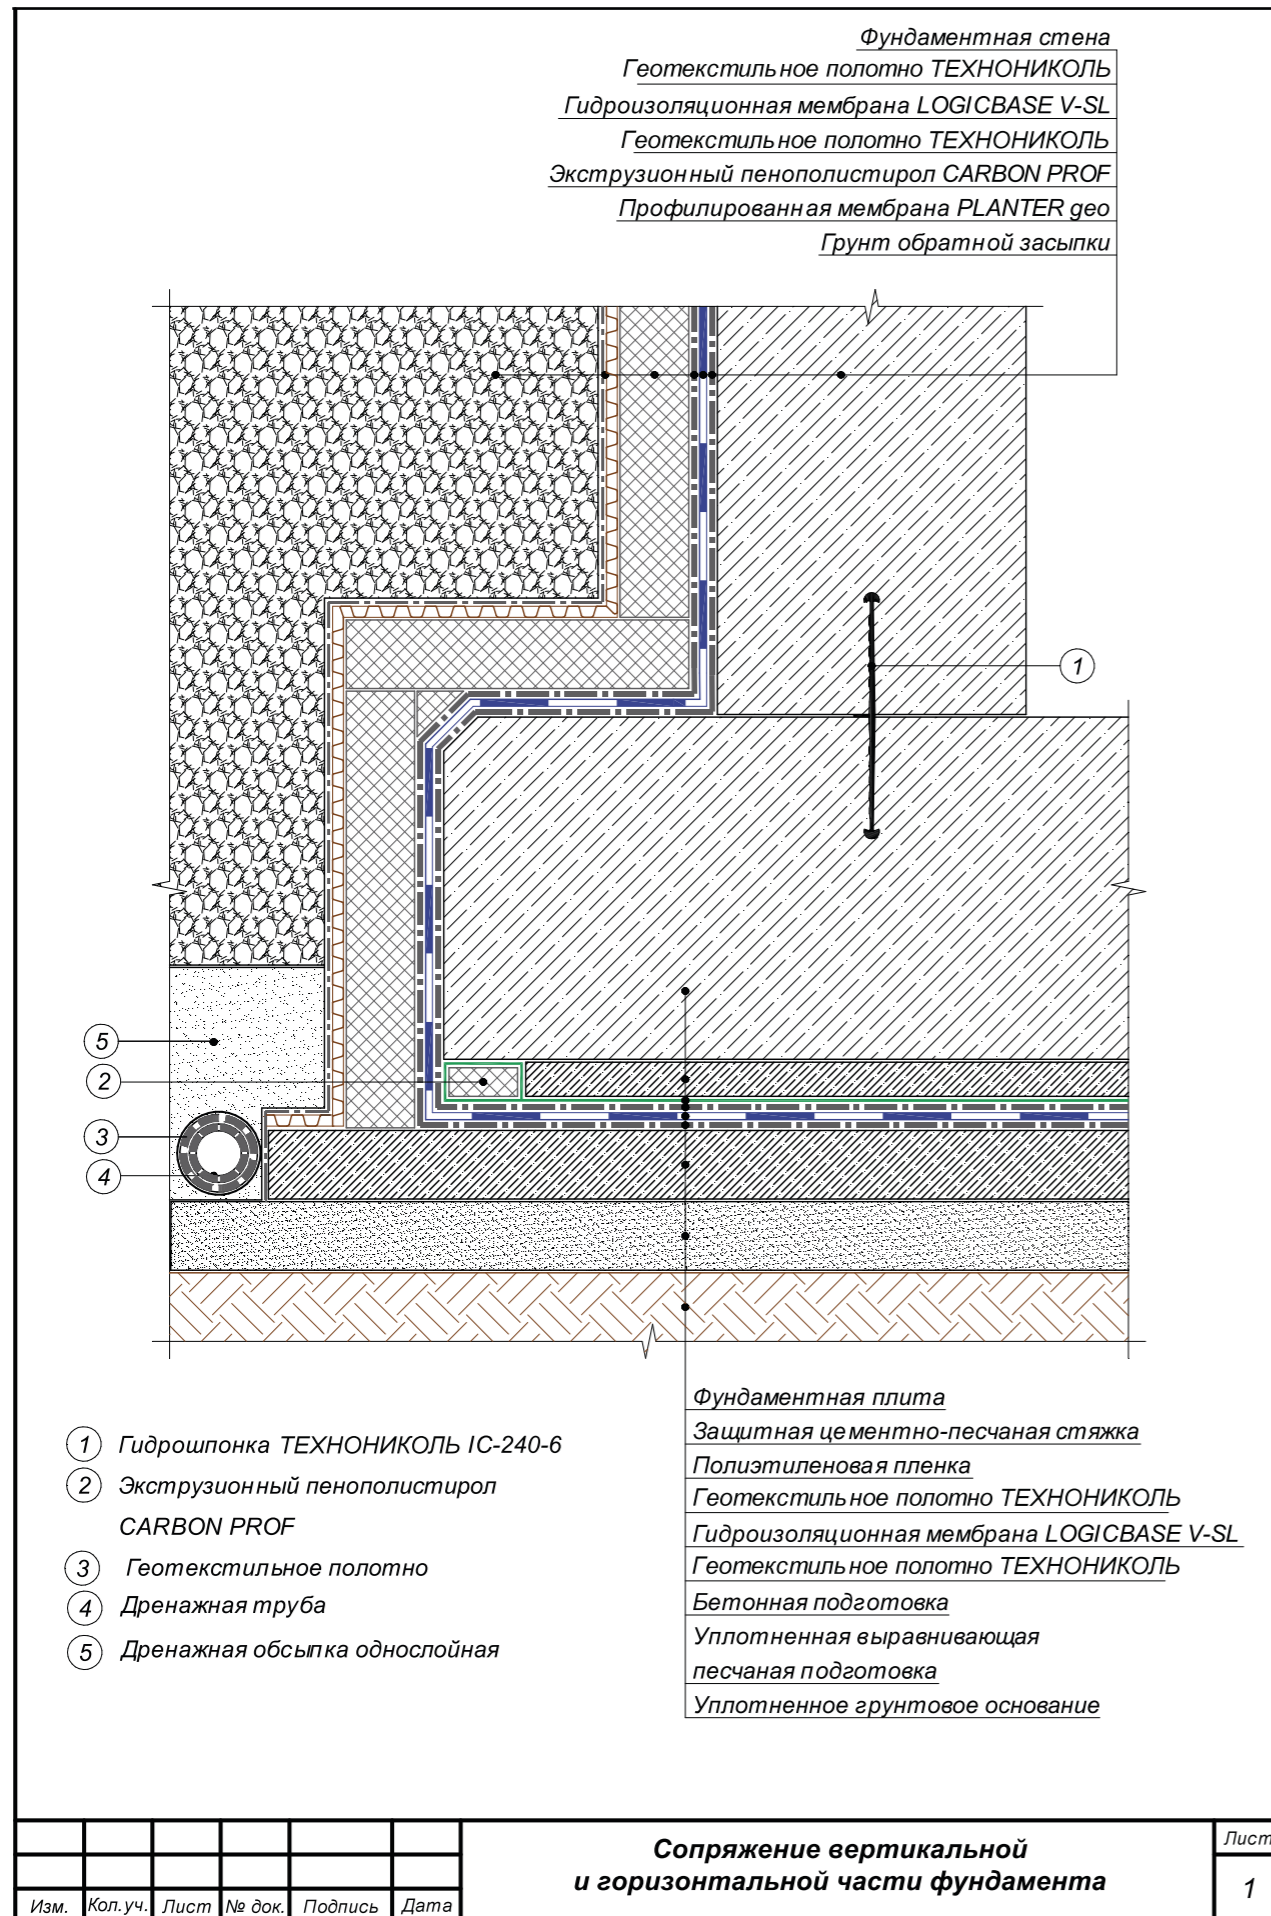 Фундаментная стена
Геотекстильное полотно ТЕХНОНИКОЛЬ
Гидроизоляционная мембрана LOGICBASE V-SL
Геотекстильное полотно ТЕХНОНИКОЛЬ
Экструзионный пенополистирол CARBON PROF
Профилированная мембрана PLANTER geo
Грунт обратной засыпки
1
5
2
3
4
1 Гидрошпонка ТЕХНОНИКОЛЬ IC-240-6
2 Экструзионный пенополистирол
CARBON PROF
3 Геотекстильное полотно
4 Дренажная труба
5 Дренажная обсыпка однослойная
Фундаментная плита
Защитная цементно-песчаная стяжка
Полиэтиленовая пленка
Геотекстильное полотно ТЕХНОНИКОЛЬ
Гидроизоляционная мембрана LOGICBASE V-SL
Геотекстильное полотно ТЕХНОНИКОЛЬ
Бетонная подготовка
Уплотненная выравнивающая
песчаная подготовка
Уплотненное грунтовое основание
Изм. Кол.уч. Лист № док. Подпись Дата
Сопряжение вертикальной
и горизонтальной части фундамента
Лист
1